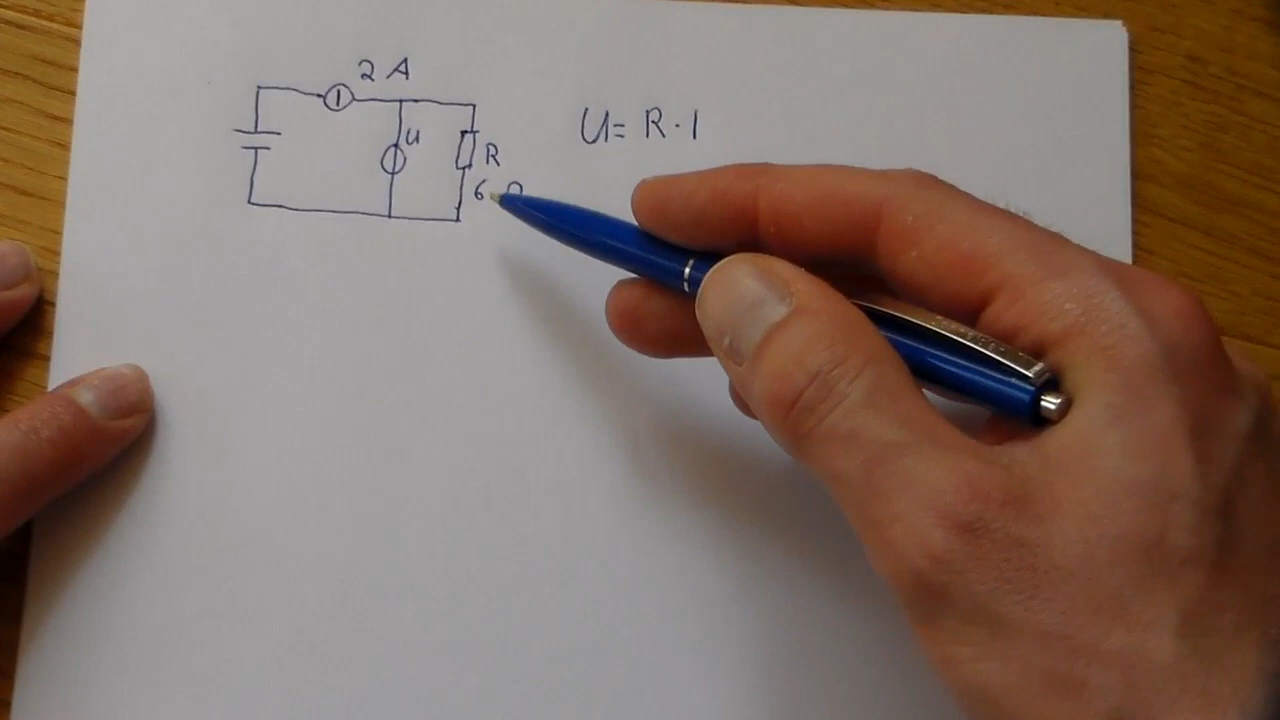 2 A
I
U
R
6 Ω
U = R · I